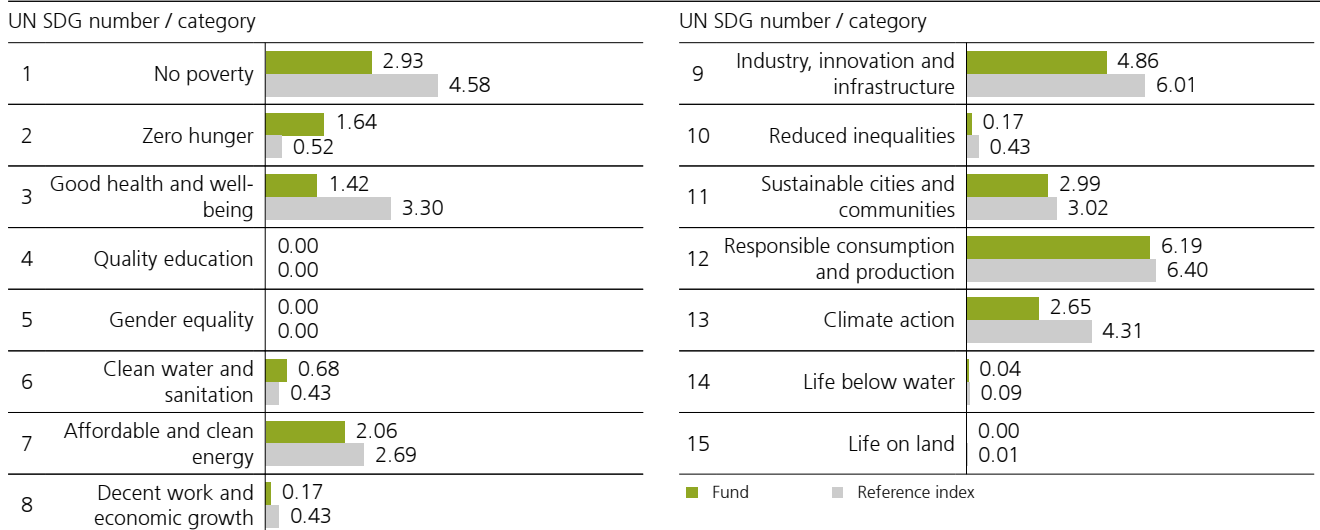 UN SDG number / category
1 No poverty 2.93
4.58
2 Zero hunger 1.64
0.52
3 Good health and well-
being 1.42
3.30
4 Quality education 0.00
0.00
5 Gender equality 0.00
0.00
6 Clean water and
sanitation 0.68
0.43
7 Affordable and clean
energy 2.06
2.69
8 Decent work and
economic growth 0.17
0.43
UN SDG number / category
9 Industry, innovation and
infrastructure 4.86
6.01
10 Reduced inequalities 0.17
0.43
11 Sustainable cities and
communities 2.99
3.02
12 Responsible consumption
and production 6.19
6.40
13 Climate action 2.65
4.31
14 Life below water 0.04
0.09
15 Life on land 0.00
0.01
Fund Reference index